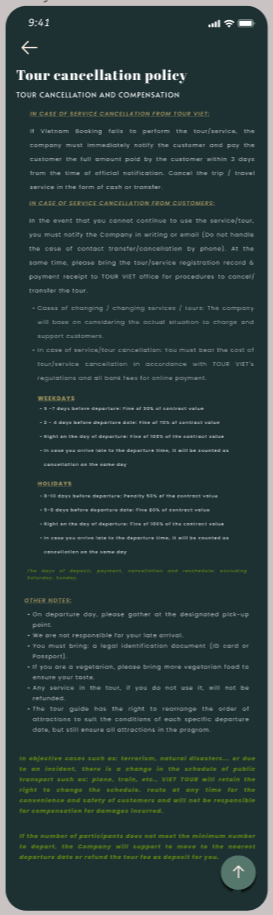 9:41
Tour cancellation policy
TOUR CANCELLATION AND COMPENSATION
IN CASE OF SERVICE CANCELLATION FROM TOUR VIET:
If Vietnam Booking fails to perform the tour/service, the
company must immediately notify the customer and pay the
customer the full amount paid by the customer within 3 days
from the time of official notification. Cancel the trip / travel
service in the form of cash or transfer.
IN CASE OF SERVICE CANCELLATION FROM CUSTOMERS:
In the event that you cannot continue to use the service/tour,
you must notify the Company in writing or email (Do not handle
the case of contact transfer/cancellation by phone). At the
same time, please bring the tour/service registration record &
payment receipt to TOUR VIET office for procedures to cancel/
transfer the tour.
• Cases of changing / changing services / tours: The company
will base on considering the actual situation to charge and
support customers.
• In case of service/tour cancellation: You must bear the cost of
tour/service cancellation in accordance with TOUR VIET's
regulations and all bank fees for online payment.
WEEKDAYS
• 5 -7 days before departure: Fine of 30% of contract value
• 2 - 4 days before departure date: Fine of 70% of contract value
• Right on the day of departure: Fine of 100% of the contract value
• In case you arrive late to the departure time, it will be counted as
cancellation on the same day
HOLIDAYS
• 8-10 days before departure: Penalty 50% of the contract value
• 5-8 days before departure date: Fine 80% of contract value
• Right on the day of departure: Fine of 100% of the contract value
• In case you arrive late to the departure time, it will be counted as
cancellation on the same day
The days of deposit, payment, cancellation and reschedule: excluding
Saturday, Sunday.
OTHER NOTES:
• On departure day, please gather at the designated pick-up
point.
• We are not responsible for your late arrival.
• You must bring: a legal identification document (ID card or
Passport).
• If you are a vegetarian, please bring more vegetarian food to
ensure your taste.
• Any service in the tour, if you do not use it, will not be
refunded.
• The tour guide has the right to rearrange the order of
attractions to suit the conditions of each specific departure
date, but still ensure all attractions in the program.
In objective cases such as: terrorism, natural disasters... or due
to an incident, there is a change in the schedule of public
transport such as: plane, train, etc., VIET TOUR will retain the
right to change the schedule. route at any time for the
convenience and safety of customers and will not be responsible
for compensation for damages incurred.
If the number of participants does not meet the minimum number
to depart, the Company will support to move to the nearest
departure date or refund the tour fee as deposit for you.